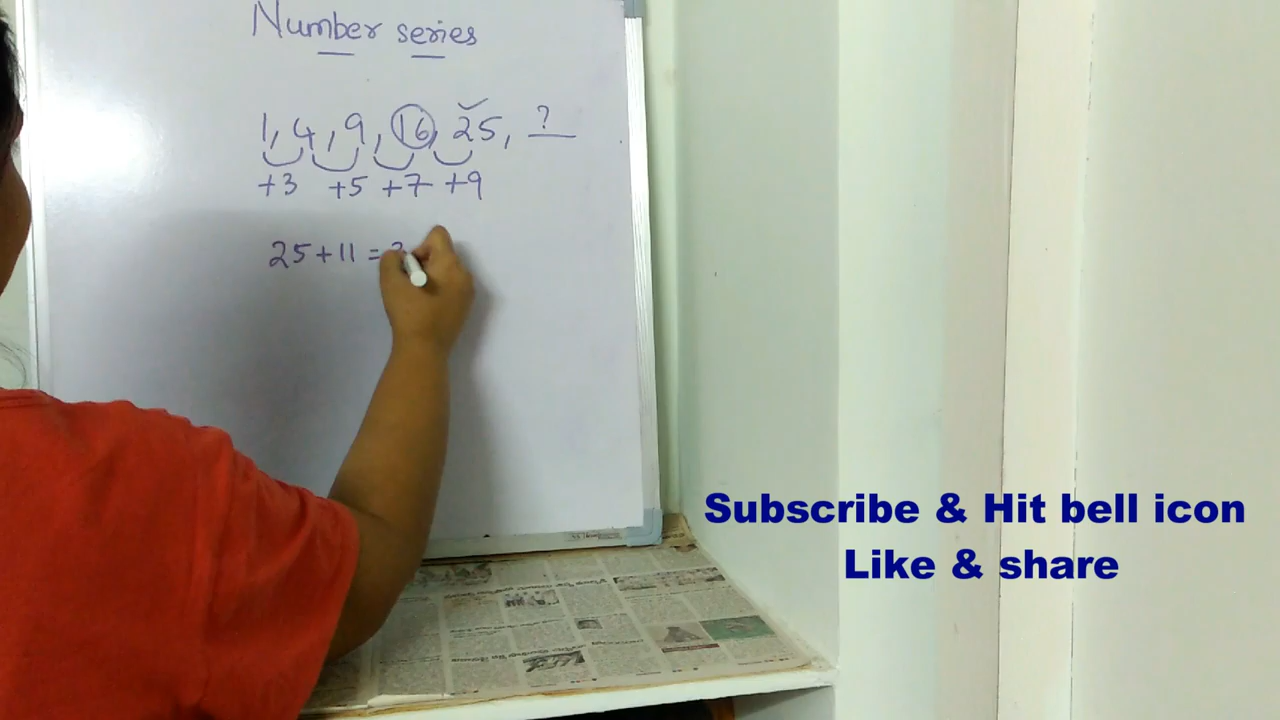 Number series
1, 4, 9, 16, 25, ?
+3 +5 +7 +9
25+11 = 3
Subscribe & Hit bell icon
Like & share